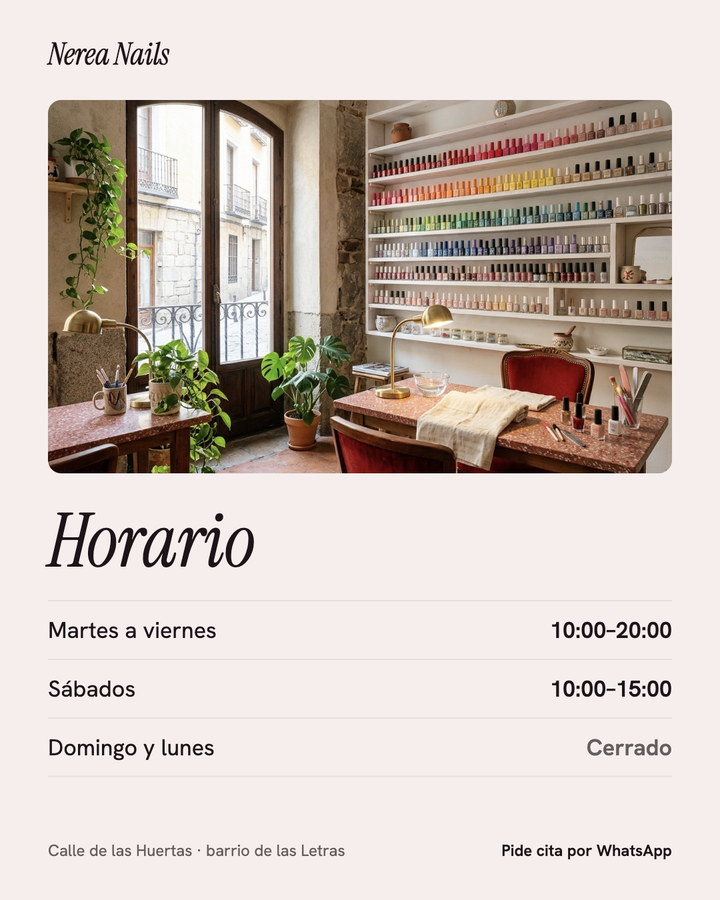 Nerea Nails
Horario
Martes a viernes 10:00–20:00
Sábados 10:00–15:00
Domingo y lunes Cerrado
Calle de las Huertas · barrio de las Letras Pide cita por WhatsApp